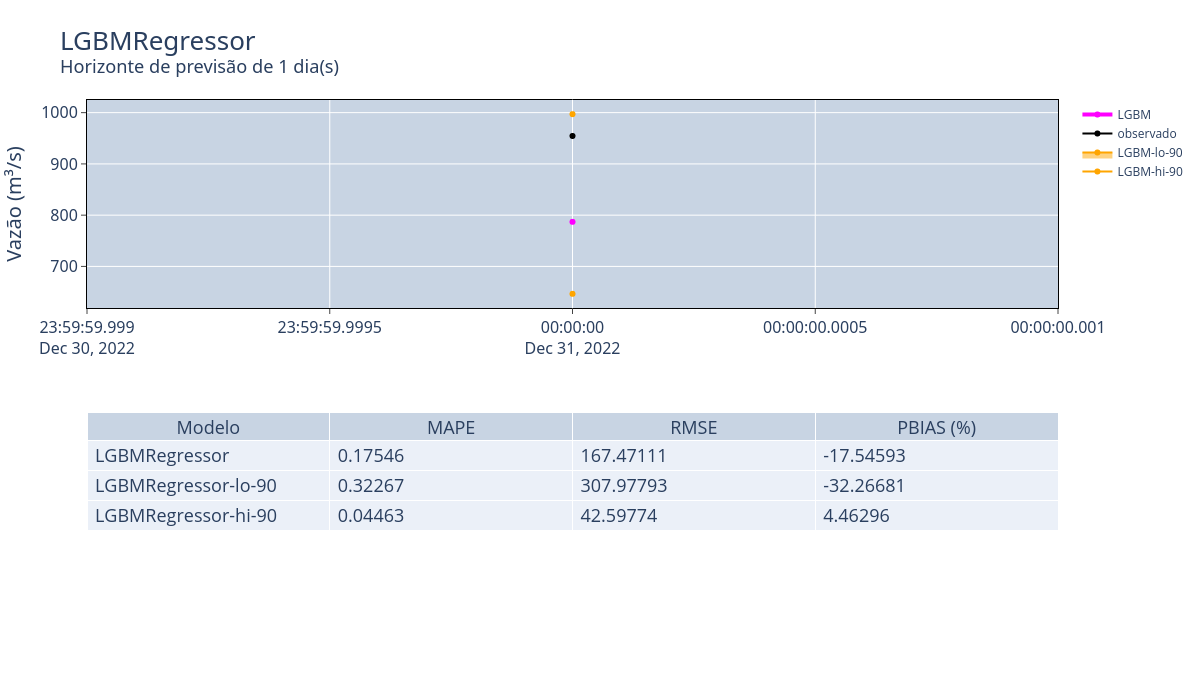 LGBMRegressor
Horizonte de previsão de 1 dia(s)
Vazão (m³/s)
1000
900
800
700
23:59:59.999
Dec 30, 2022
23:59:59.9995
00:00:00
Dec 31, 2022
00:00:00.0005
00:00:00.001
LGBM
observado
LGBM-lo-90
LGBM-hi-90
Modelo MAPE RMSE PBIAS (%)
LGBMRegressor 0.17546 167.47111 -17.54593
LGBMRegressor-lo-90 0.32267 307.97793 -32.26681
LGBMRegressor-hi-90 0.04463 42.59774 4.46296